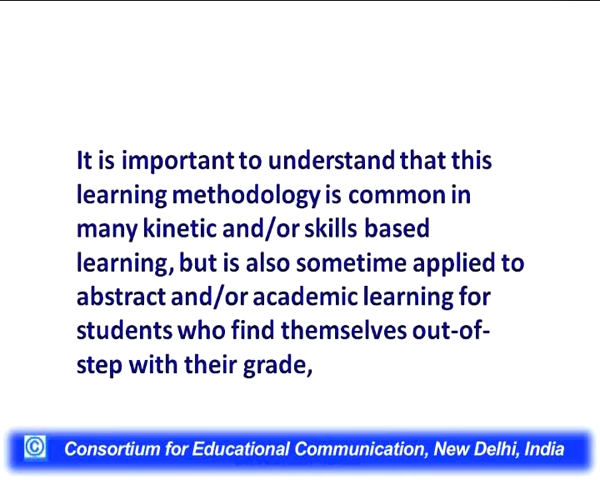 It is important to understand that this
learning methodology is common in
many kinetic and/or skills based
learning, but is also sometime applied to
abstract and/or academic learning for
students who find themselves out-of-
step with their grade,
© Consortium for Educational Communication, New Delhi, India